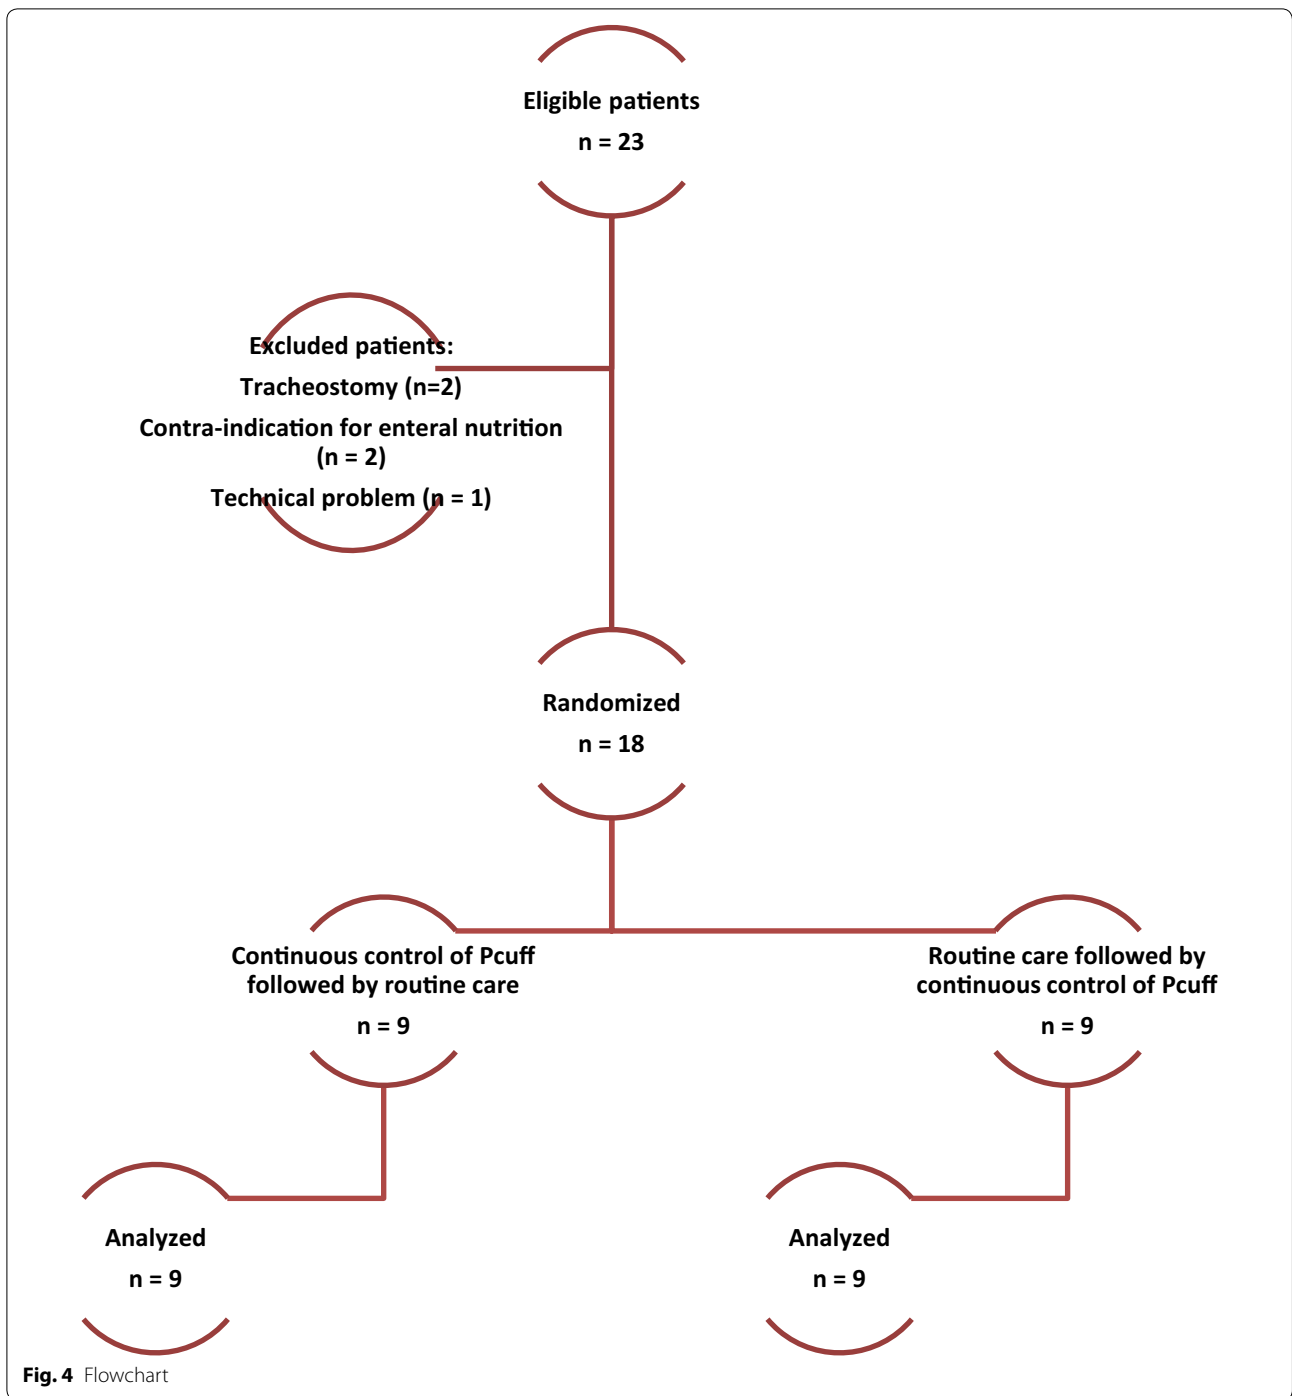 Eligible patients
n = 23
Excluded patients:
Tracheostomy (n=2)
Contra-indication for enteral nutrition
(n = 2)
Technical problem (n = 1)
Randomized
n = 18
Continuous control of Pcuff
followed by routine care
n = 9
Routine care followed by
continuous control of Pcuff
n = 9
Analyzed
n = 9
Analyzed
n = 9
Fig. 4 Flowchart